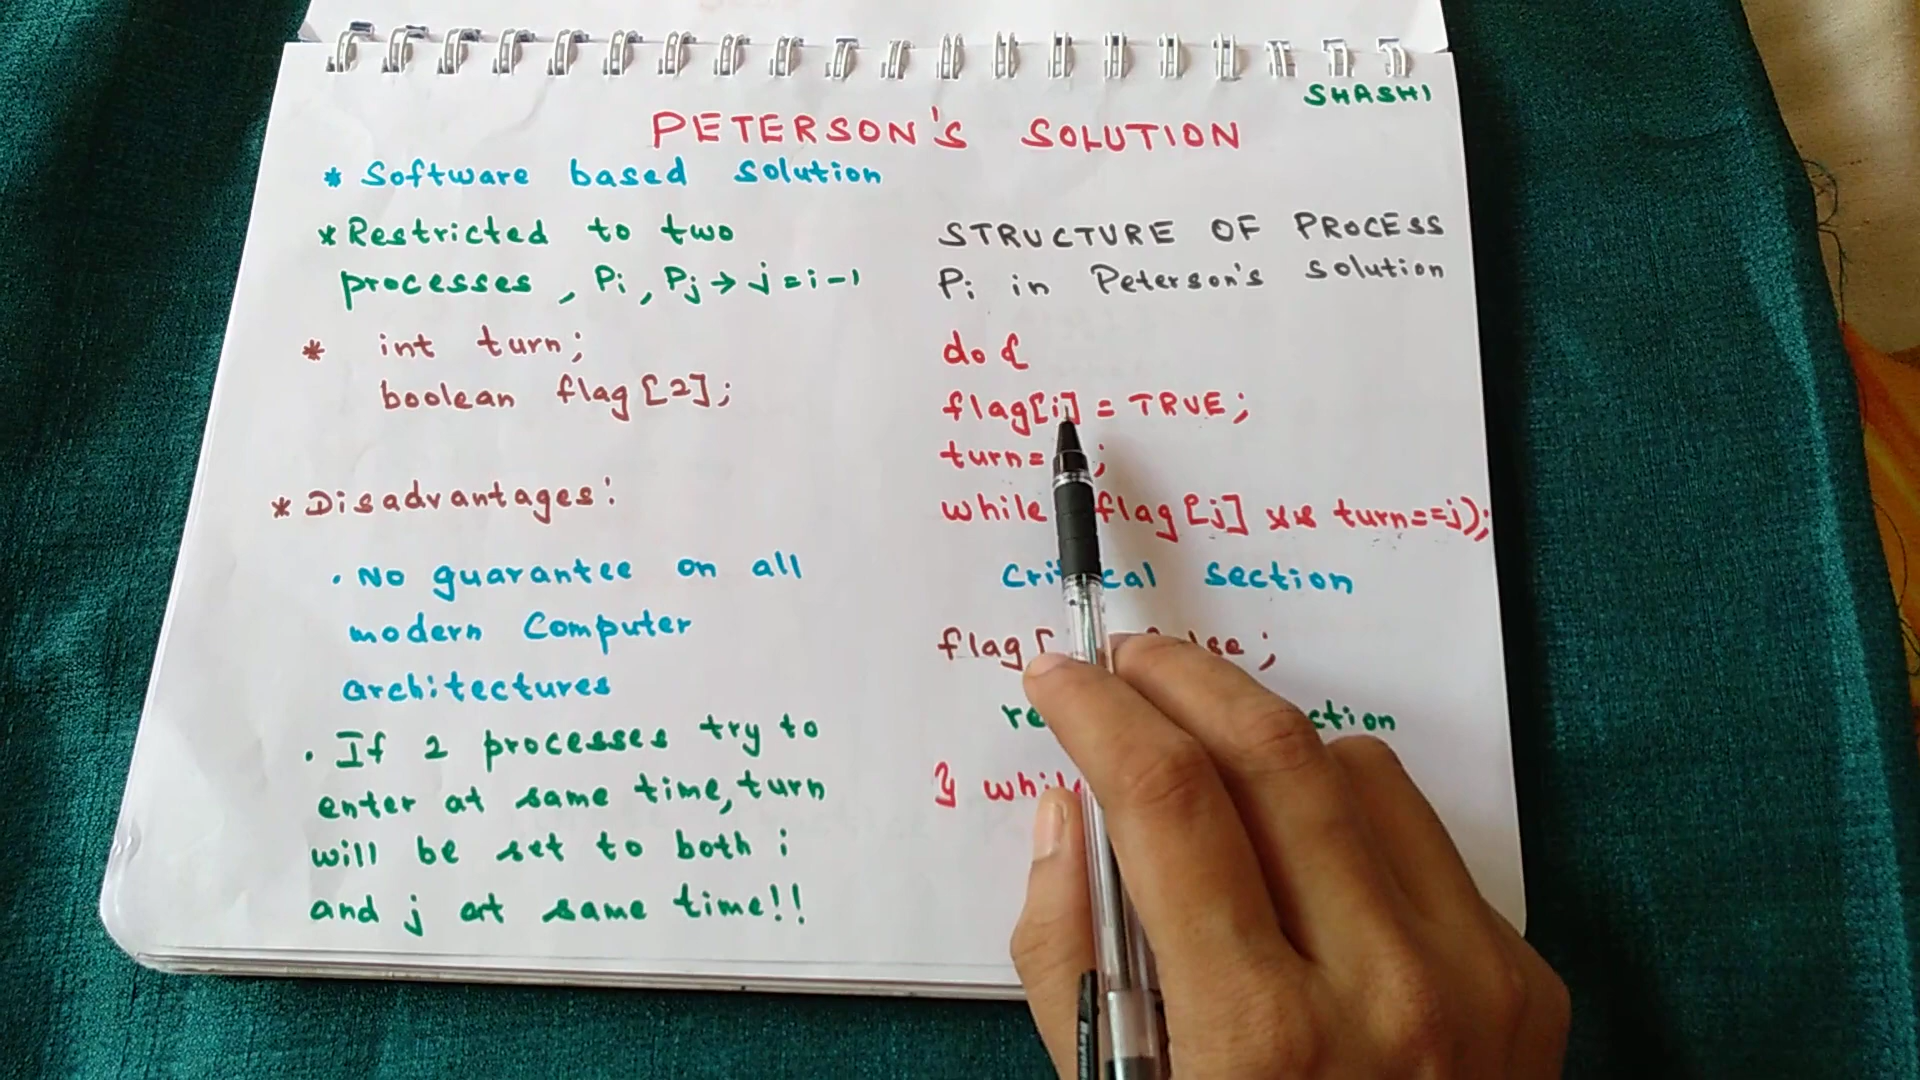 SHASHI
PETERSON'S SOLUTION
* Software based solution
* Restricted to two
processes, Pi, Pj → j = i - 1
* int turn;
boolean flag[2];
* Disadvantages:
. No guarantee on all
modern Computer
architectures
. If 2 processes try to
enter at same time, turn
will be set to both i
and j at same time!!
STRUCTURE OF PROCESS
Pi in Peterson's solution
do {
flag[i] = TRUE;
turn= ;
while flag[j] && turn==j);
section
flag[ ;
} while